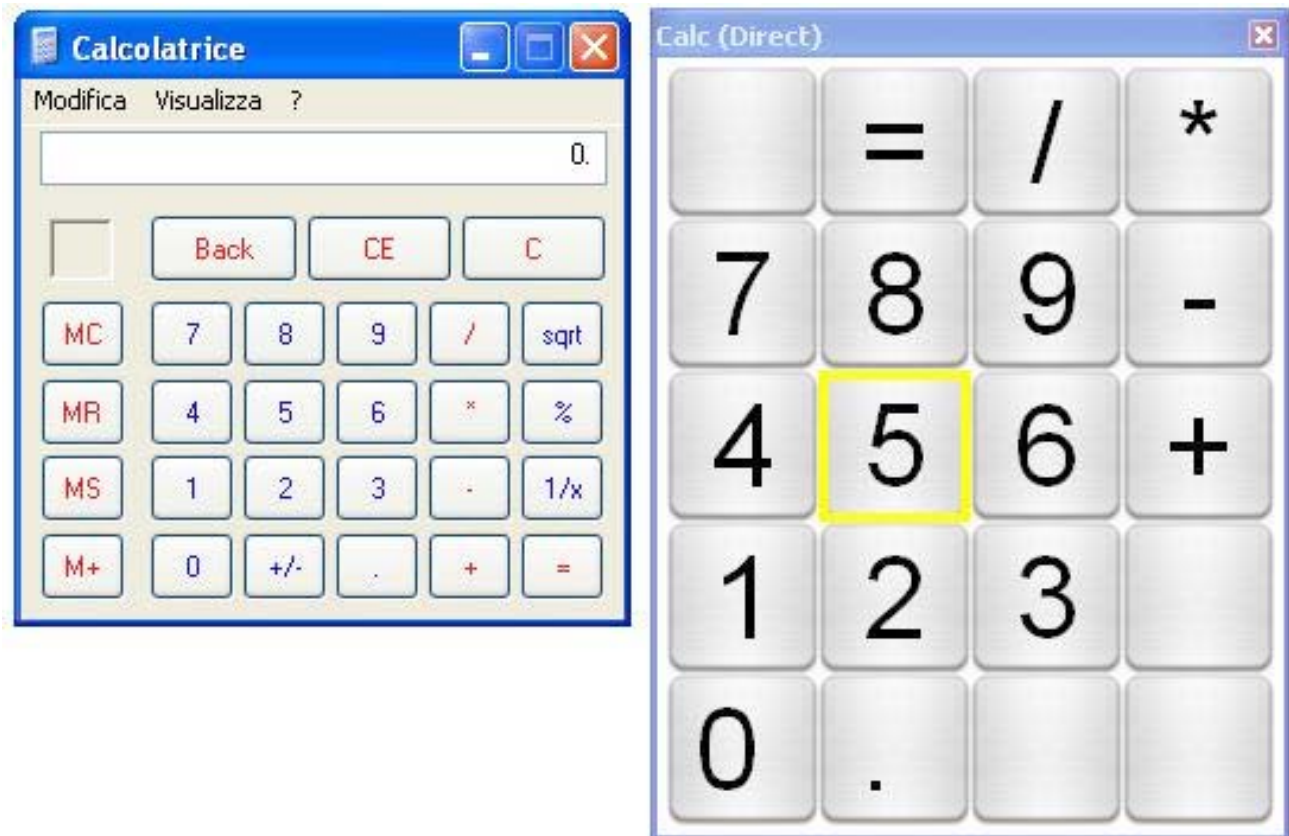 Calcolatrice
Modifica Visualizza ?
0.
Back CE C
MC 7 8 9 / sqrt
MR 4 5 6 * %
MS 1 2 3 - 1/x
M+ 0 +/- . + =
Calc (Direct)
= / *
7 8 9 -
4 5 6 +
1 2 3
0 .